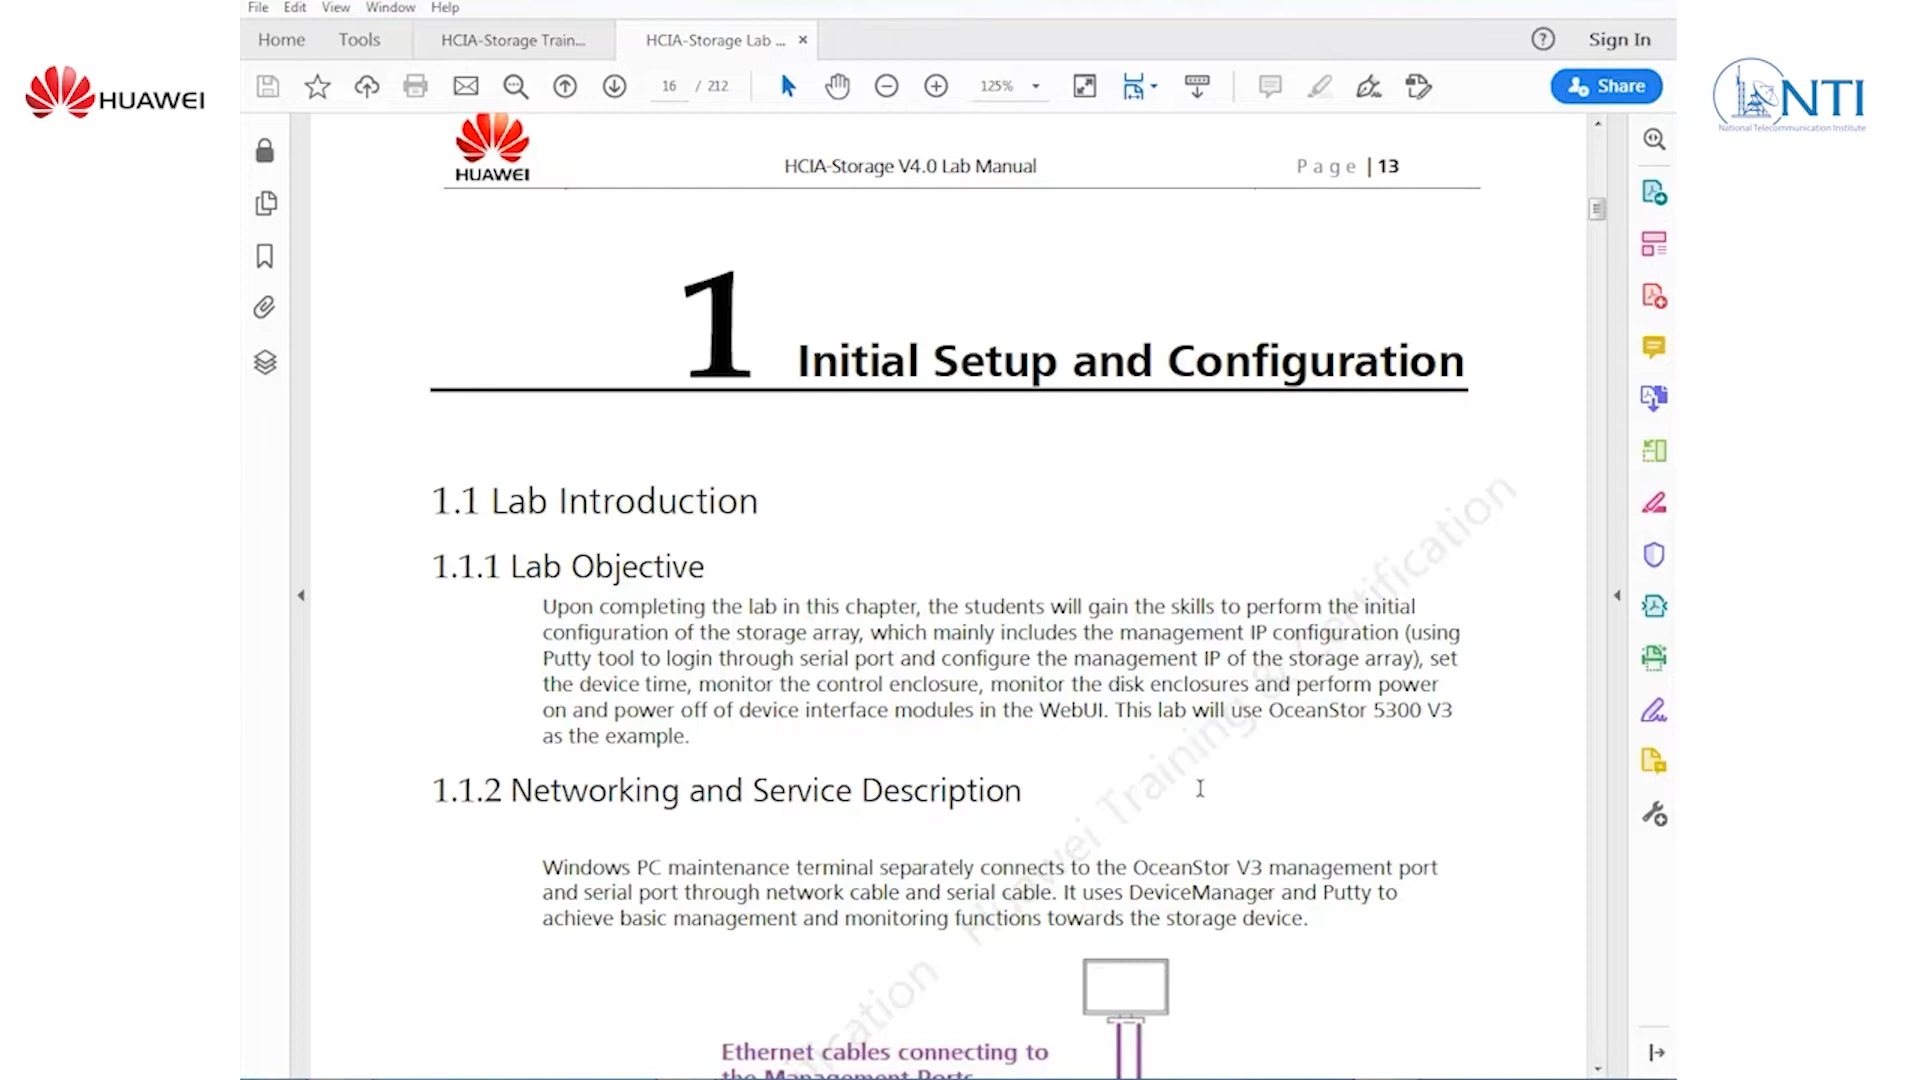 File Edit View Window Help
Home Tools HCIA-Storage Train... HCIA-Storage Lab ... × Sign In
16 / 212 125% Share
HUAWEI
NTI
National Telecommunication Institute
HUAWEI
HCIA-Storage V4.0 Lab Manual Page | 13
1 Initial Setup and Configuration
1.1 Lab Introduction
1.1.1 Lab Objective
Upon completing the lab in this chapter, the students will gain the skills to perform the initial
configuration of the storage array, which mainly includes the management IP configuration (using
Putty tool to login through serial port and configure the management IP of the storage array), set
the device time, monitor the control enclosure, monitor the disk enclosures and perform power
on and power off of device interface modules in the WebUI. This lab will use OceanStor 5300 V3
as the example.
1.1.2 Networking and Service Description
Windows PC maintenance terminal separately connects to the OceanStor V3 management port
and serial port through network cable and serial cable. It uses DeviceManager and Putty to
achieve basic management and monitoring functions towards the storage device.
Ethernet cables connecting to
the Management Ports
Huawei Training & Certification